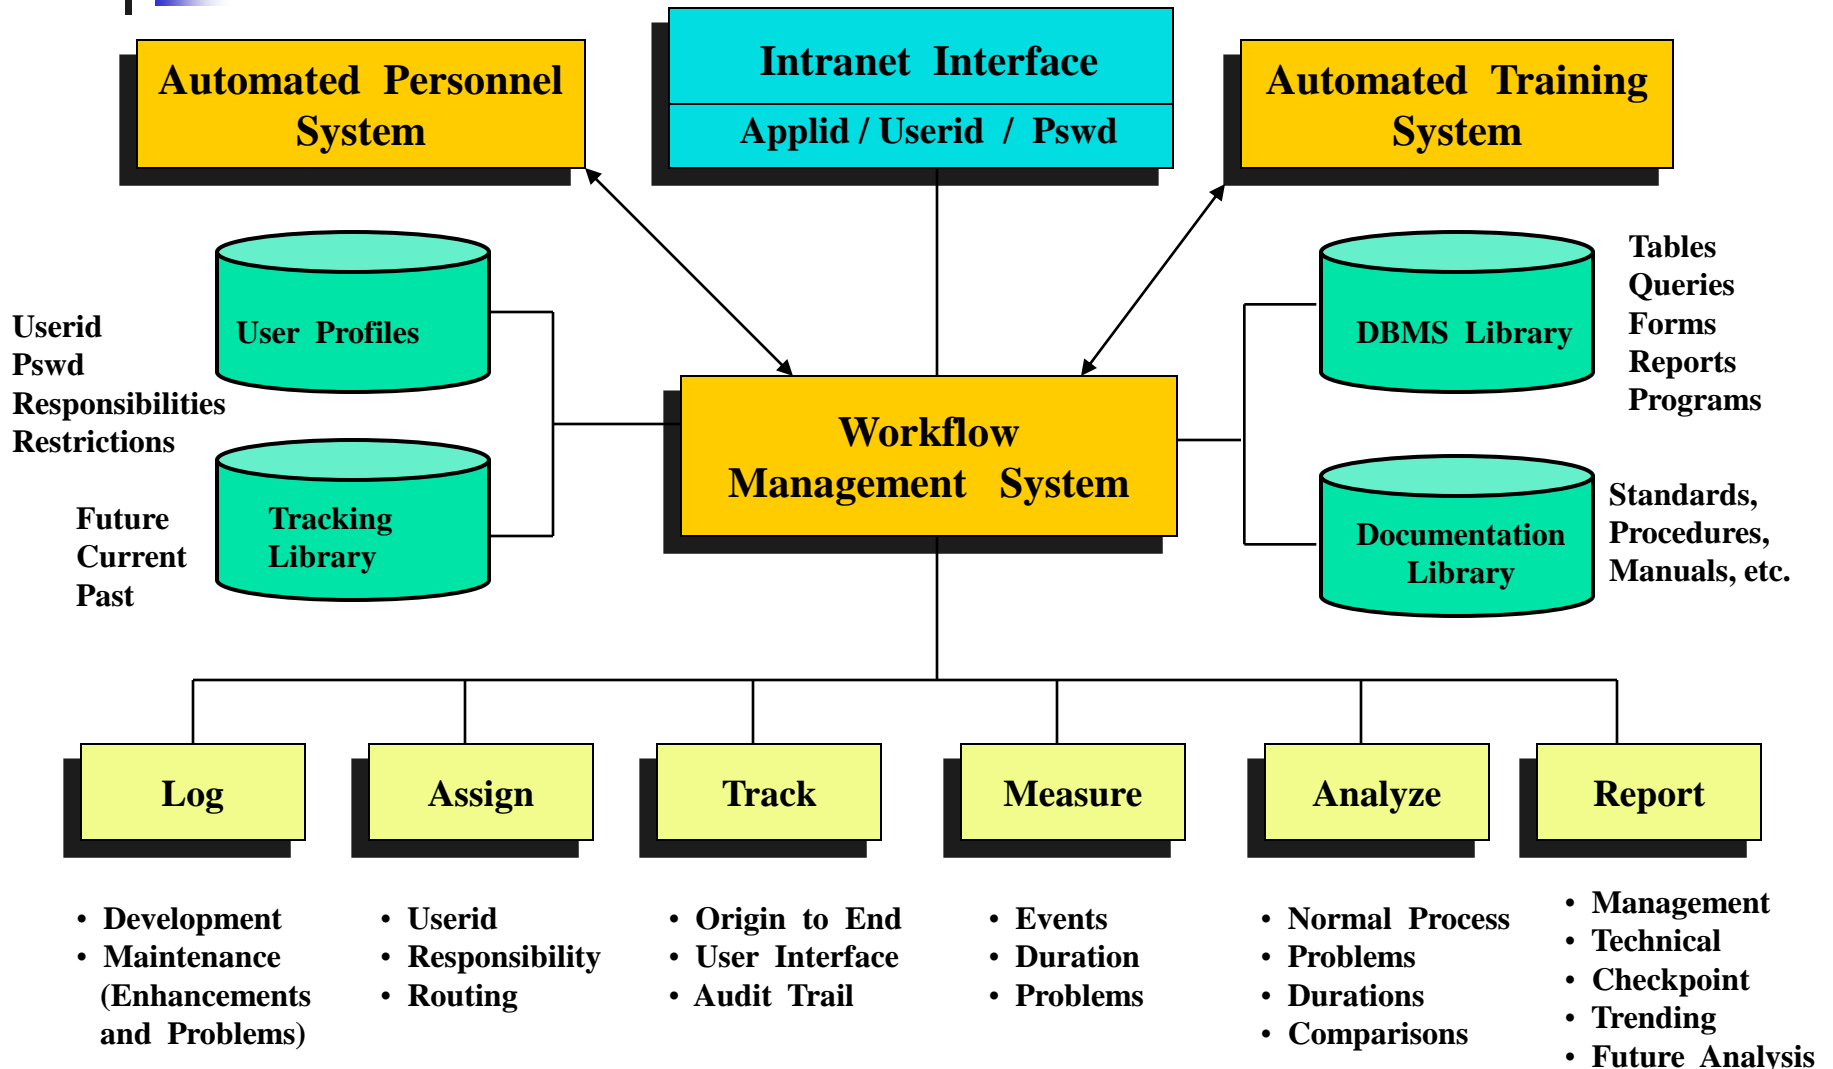 Automated Personnel
System
Intranet Interface
Applid / Userid / Pswd
Automated Training
System
User Profiles
Userid
Pswd
Responsibilities
Restrictions
Tracking
Library
Future
Current
Past
Workflow
Management System
DBMS Library
Tables
Queries
Forms
Reports
Programs
Documentation
Library
Standards,
Procedures,
Manuals, etc.
Log
• Development
• Maintenance
(Enhancements
and Problems)
Assign
• Userid
• Responsibility
• Routing
Track
• Origin to End
• User Interface
• Audit Trail
Measure
• Events
• Duration
• Problems
Analyze
• Normal Process
• Problems
• Durations
• Comparisons
Report
• Management
• Technical
• Checkpoint
• Trending
• Future Analysis